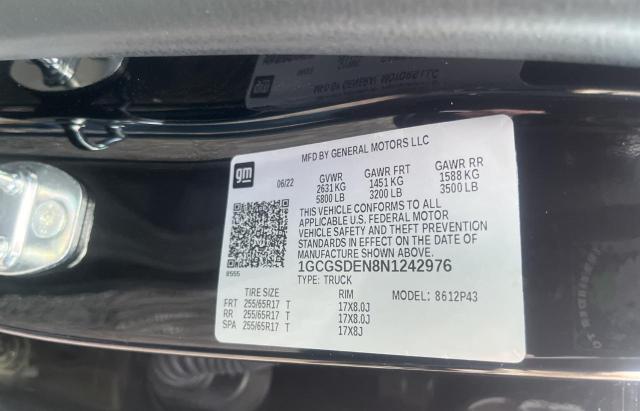 gm
MFD BY GENERAL MOTORS LLC
06/22
GVWR GAWR FRT GAWR RR
2631 KG 1451 KG 1588 KG
5800 LB 3200 LB 3500 LB
THIS VEHICLE CONFORMS TO ALL
APPLICABLE U.S. FEDERAL MOTOR
VEHICLE SAFETY AND THEFT PREVENTION
STANDARDS IN EFFECT ON THE DATE OF
MANUFACTURE SHOWN ABOVE.
8555
1GCGSDEN8N1242976
TYPE: TRUCK
TIRE SIZE RIM MODEL: 8612P43
FRT 255/65R17 T 17X8.0J
RR 255/65R17 T 17X8.0J
SPA 255/65R17 T 17X8J